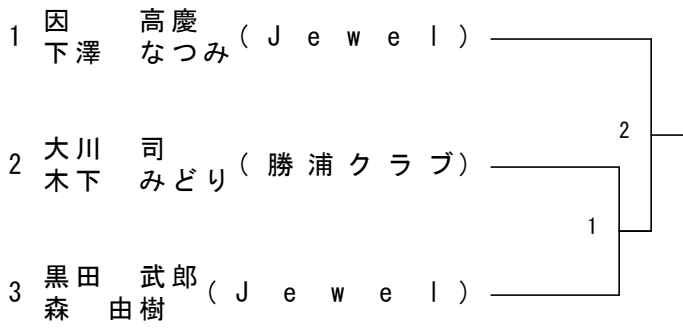 因 高慶
1 (Jewel)
下澤 なつみ
2
大川 司
2 (勝浦クラブ)
木下 みどり
1
黒田 武郎
3 (Jewel)
森 由樹